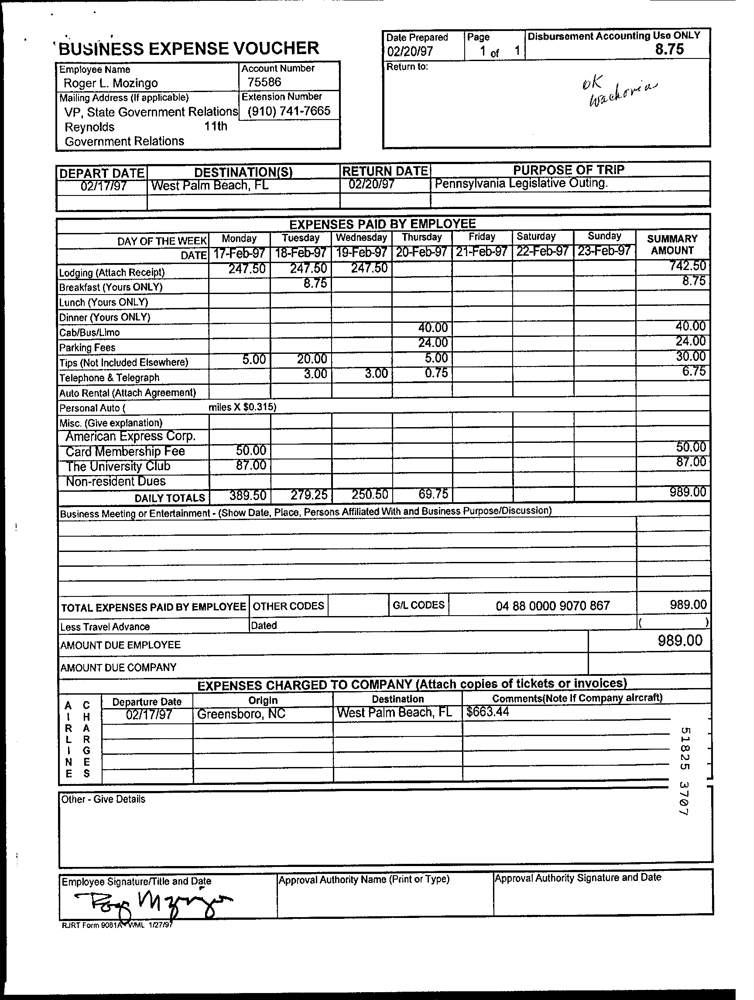 BUSINESS EXPENSE VOUCHER
Date Prepared Page Disbursement Accounting Use ONLY
02/20/97 1 of 1 8.75
Employee Name Account Number Return to:
Roger L. Mozingo 75586
OK
Wachovia
Mailing Address (If applicable) Extension Number
VP, State Government Relations (910) 741-7665
Reynolds 11th
Government Relations
DEPART DATE DESTINATION(S) RETURN DATE PURPOSE OF TRIP
02/17/97 West Palm Beach, FL 02/20/97 Pennsylvania Legislative Outing.
EXPENSES PAID BY EMPLOYEE
DAY OF THE WEEK Monday Tuesday Wednesday Thursday Friday Saturday Sunday SUMMARY
DATE 17-Feb-97 18-Feb-97 19-Feb-97 20-Feb-97 21-Feb-97 22-Feb-97 23-Feb-97 AMOUNT
Lodging (Attach Receipt) 247.50 247.50 247.50 742.50
Breakfast (Yours ONLY) 8.75 8.75
Lunch (Yours ONLY)
Dinner (Yours ONLY)
Cab/Bus/Limo 40.00 40.00
Parking Fees 24.00 24.00
Tips (Not Included Elsewhere) 5.00 20.00 5.00 30.00
Telephone & Telegraph 3.00 3.00 0.75 6.75
Auto Rental (Attach Agreement)
Personal Auto ( miles X $0.315)
Misc. (Give explanation)
American Express Corp.
Card Membership Fee 50.00 50.00
The University Club 87.00 87.00
Non-resident Dues
DAILY TOTALS 389.50 279.25 250.50 69.75 989.00
Business Meeting or Entertainment - (Show Date, Place, Persons Affiliated With and Business Purpose/Discussion)
TOTAL EXPENSES PAID BY EMPLOYEE OTHER CODES G/L CODES 04 88 0000 9070 867 989.00
Less Travel Advance Dated ( )
AMOUNT DUE EMPLOYEE 989.00
AMOUNT DUE COMPANY
EXPENSES CHARGED TO COMPANY (Attach copies of tickets or invoices)
AIRLINE CHARGES Departure Date Origin Destination Comments(Note if Company aircraft)
02/17/97 Greensboro, NC West Palm Beach, FL $663.44
51825 3707
Other - Give Details
Employee Signature/Title and Date Approval Authority Name (Print or Type) Approval Authority Signature and Date
RJRT Form 9081A WML 1/27/97